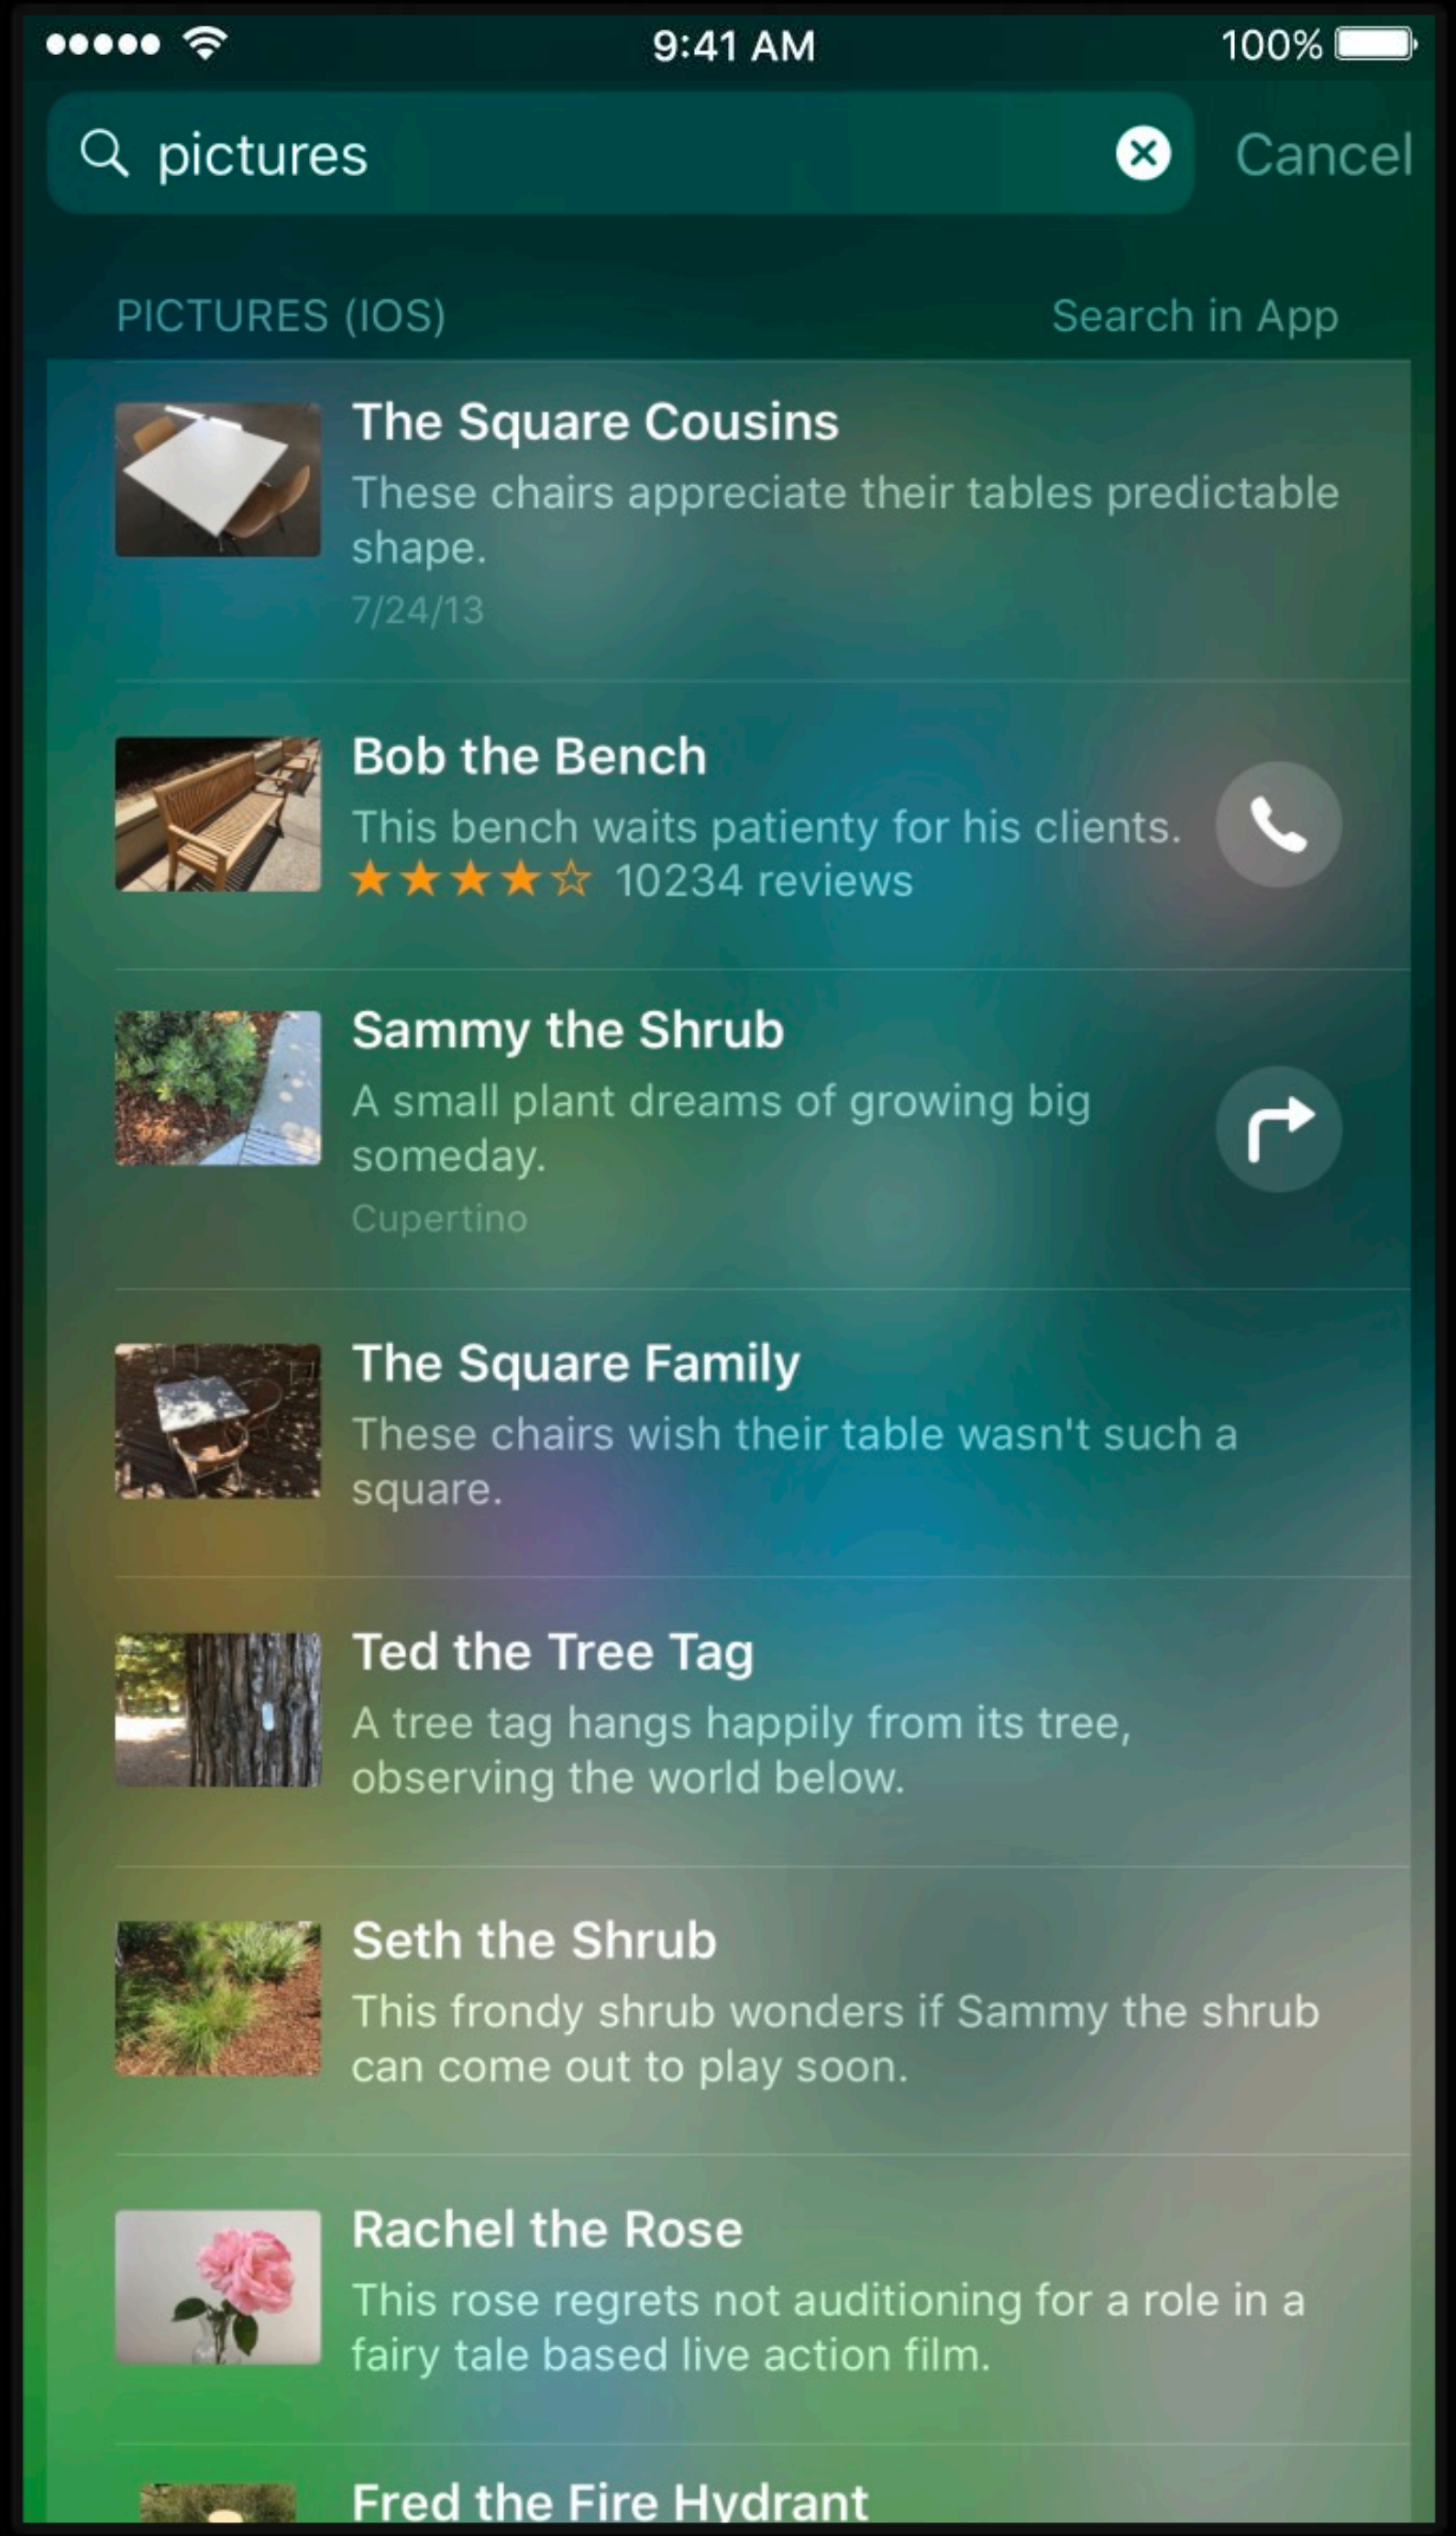 9:41 AM
100%
pictures
Cancel
PICTURES (IOS)
Search in App
The Square Cousins
These chairs appreciate their tables predictable
shape.
7/24/13
Bob the Bench
This bench waits patienty for his clients.
10234 reviews
Sammy the Shrub
A small plant dreams of growing big
someday.
Cupertino
The Square Family
These chairs wish their table wasn't such a
square.
Ted the Tree Tag
A tree tag hangs happily from its tree,
observing the world below.
Seth the Shrub
This frondy shrub wonders if Sammy the shrub
can come out to play soon.
Rachel the Rose
This rose regrets not auditioning for a role in a
fairy tale based live action film.
Fred the Fire Hydrant